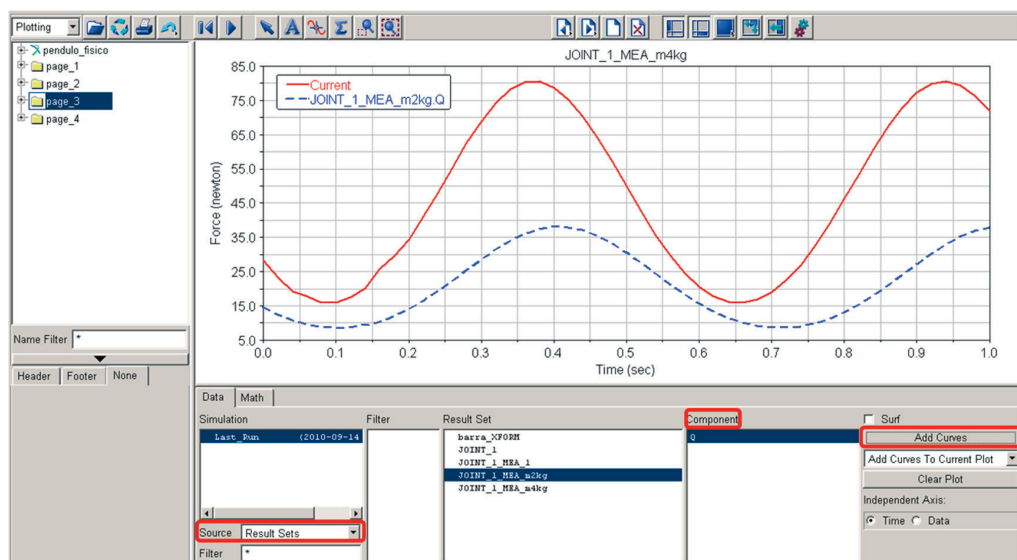 Plotting
pendulo_fisico
page_1
page_2
page_3
page_4
Name Filter *
Header Footer None
JOINT_1_MEA_m4kg
Current
JOINT_1_MEA_m2kg.Q
Force (newton)
85.0
75.0
65.0
55.0
45.0
35.0
25.0
15.0
5.0
0.0 0.1 0.2 0.3 0.4 0.5 0.6 0.7 0.8 0.9 1.0
Time (sec)
Data Math
Simulation
Last_Run (2010-09-14
Source Result Sets
Filter *
Filter
Result Set
barra_XFORM
JOINT_1
JOINT_1_MEA_1
JOINT_1_MEA_m2kg
JOINT_1_MEA_m4kg
Component
Q
Surf
Add Curves
Add Curves To Current Plot
Clear Plot
Independent Axis:
Time Data